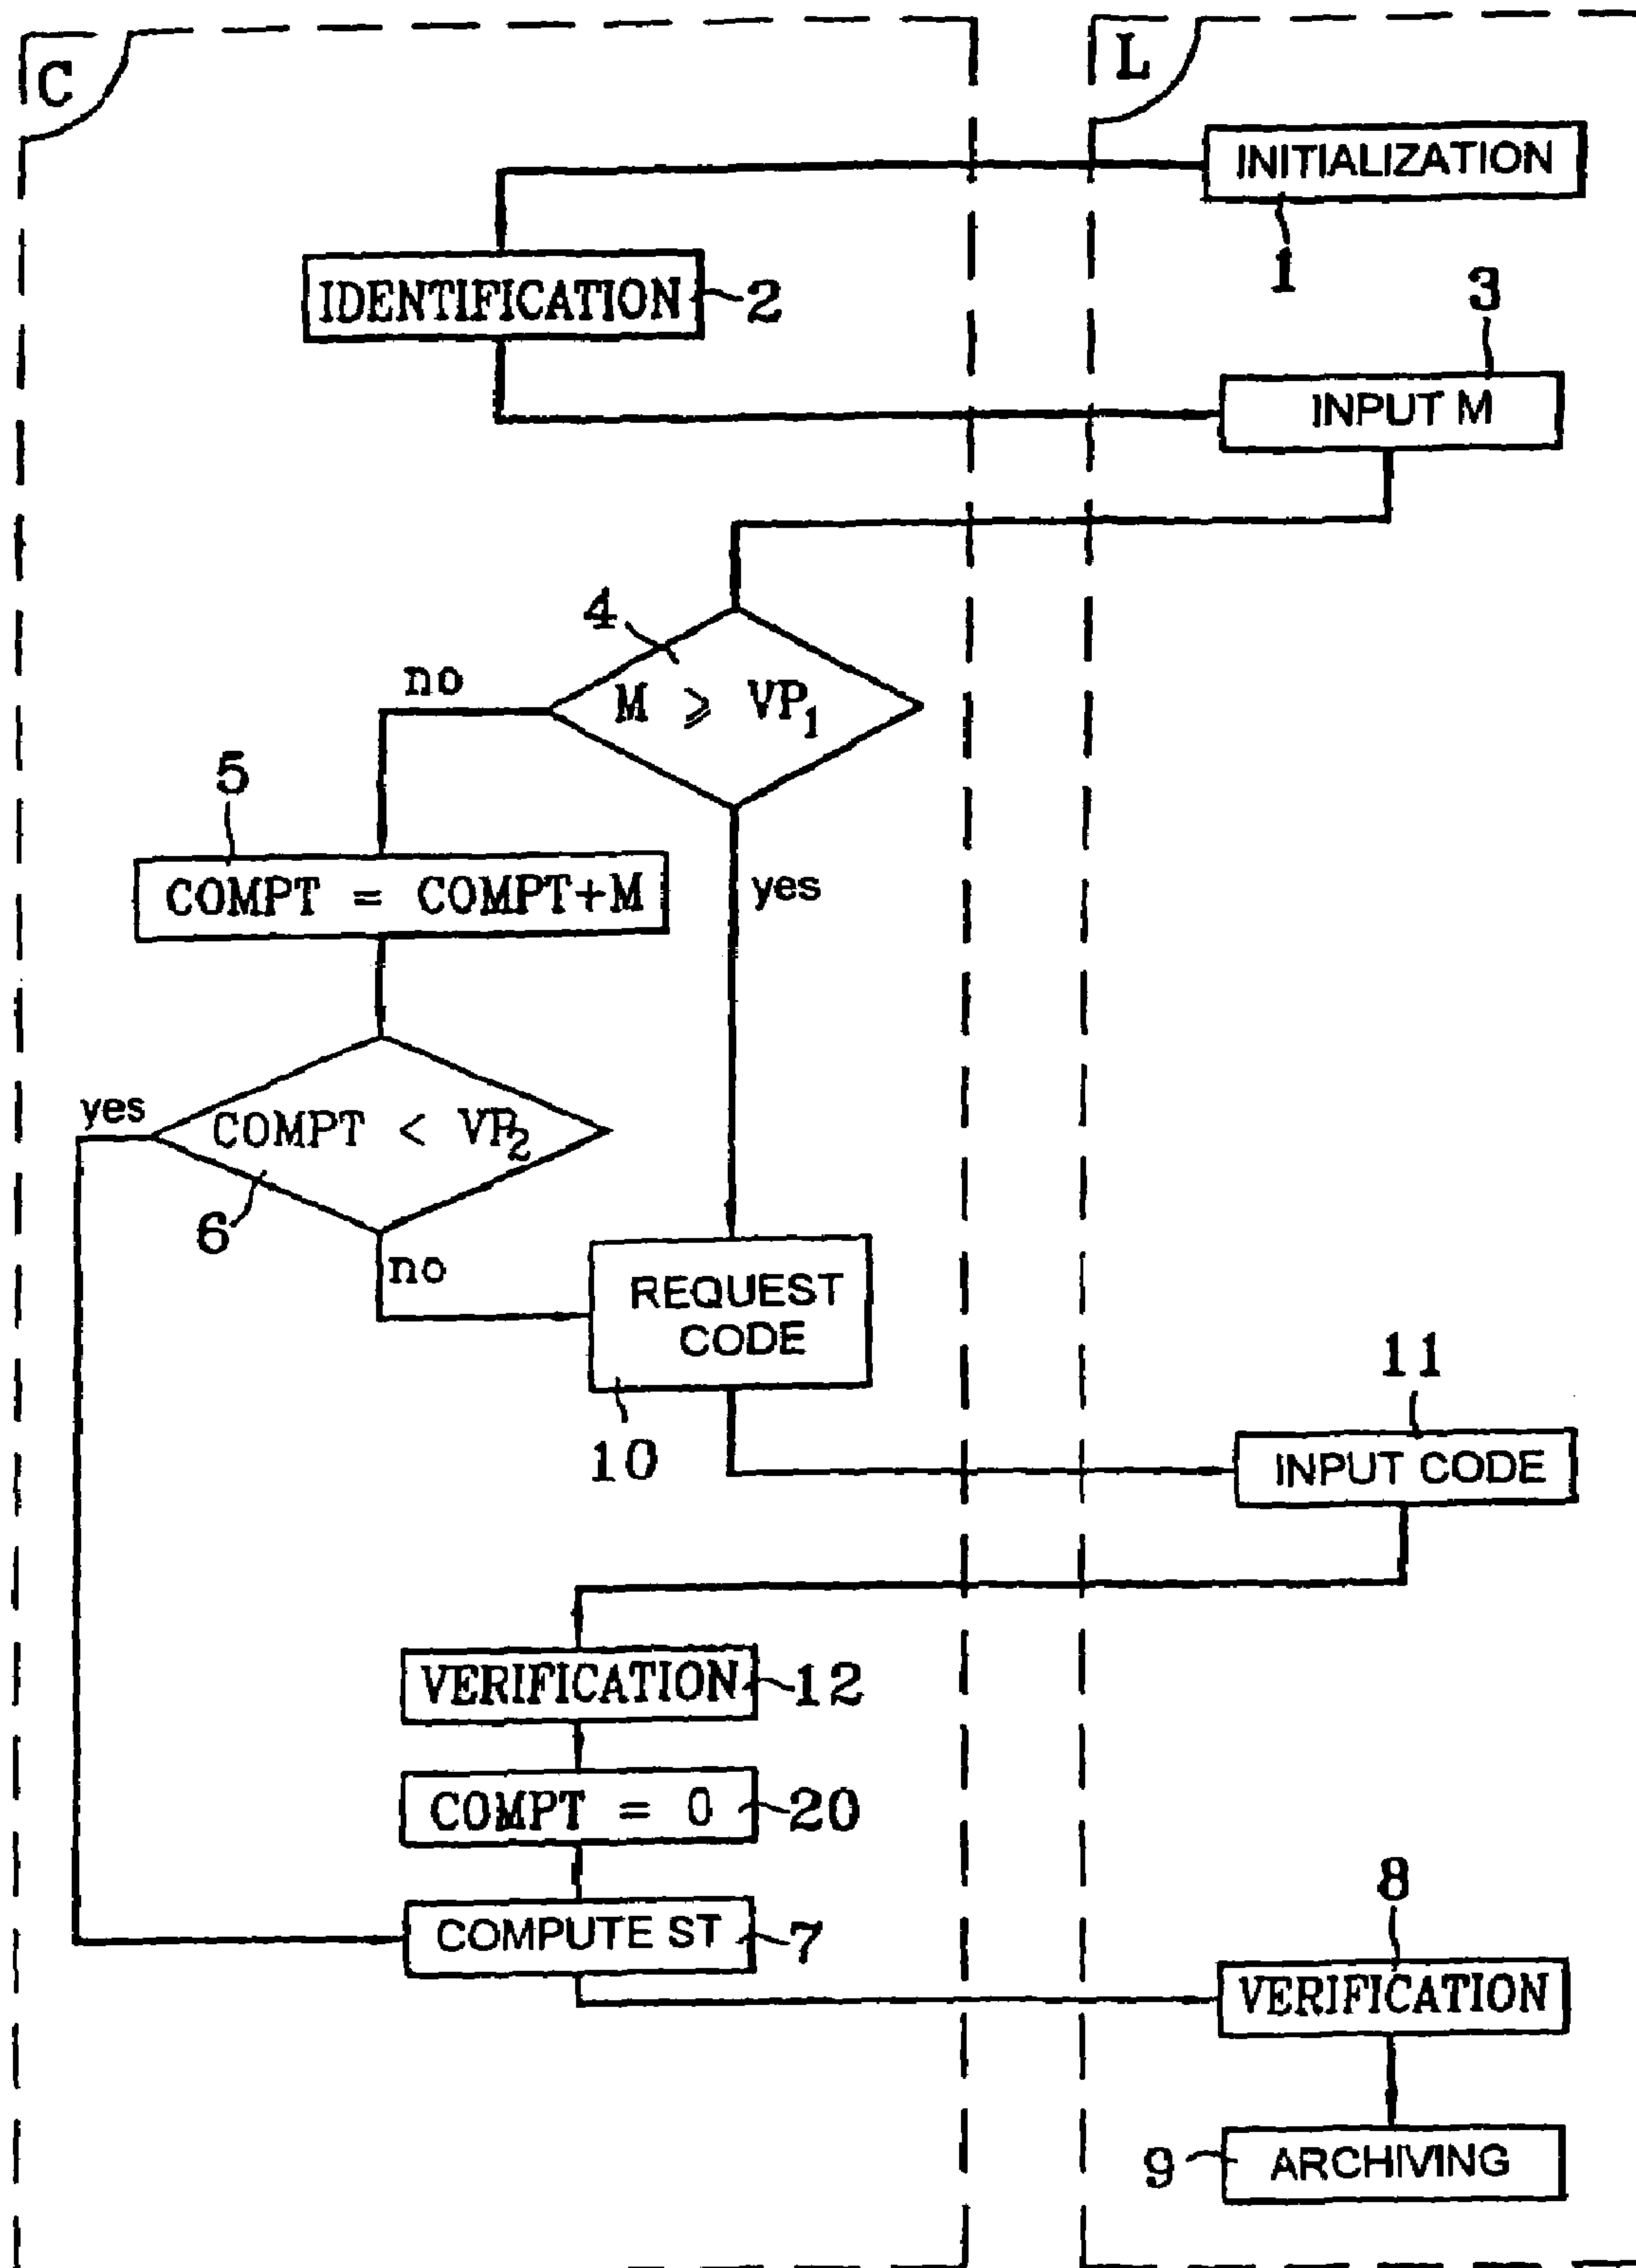 C
L
INITIALIZATION
1
IDENTIFICATION
2
3
INPUT M
4
no
M ⩾ VP1
5
COMPT = COMPT+M
yes
yes
COMPT < VP2
6
no
REQUEST
CODE
10
11
INPUT CODE
VERIFICATION
12
COMPT = 0
20
8
COMPUTE ST
7
VERIFICATION
9
ARCHIVING